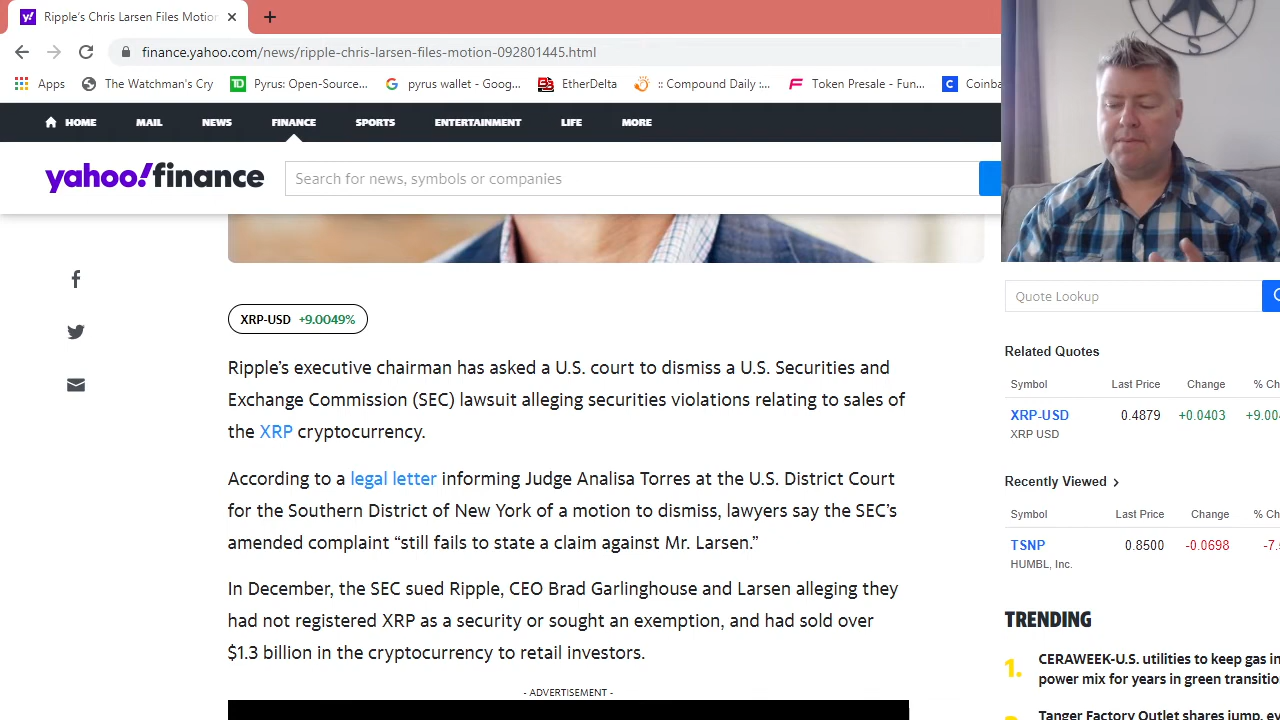 Ripple's Chris Larsen Files Motion
finance.yahoo.com/news/ripple-chris-larsen-files-motion-092801445.html
Apps The Watchman's Cry Pyrus: Open-Source... pyrus wallet - Goog... EtherDelta :: Compound Daily :... Token Presale - Fun... Coinba
HOME MAIL NEWS FINANCE SPORTS ENTERTAINMENT LIFE MORE
yahoo!finance
Search for news, symbols or companies
S
XRP-USD +9.0049%
Ripple's executive chairman has asked a U.S. court to dismiss a U.S. Securities and
Exchange Commission (SEC) lawsuit alleging securities violations relating to sales of
the XRP cryptocurrency.
According to a legal letter informing Judge Analisa Torres at the U.S. District Court
for the Southern District of New York of a motion to dismiss, lawyers say the SEC's
amended complaint “still fails to state a claim against Mr. Larsen.”
In December, the SEC sued Ripple, CEO Brad Garlinghouse and Larsen alleging they
had not registered XRP as a security or sought an exemption, and had sold over
$1.3 billion in the cryptocurrency to retail investors.
- ADVERTISEMENT -
Quote Lookup
Related Quotes
Symbol Last Price Change % Ch
XRP-USD 0.4879 +0.0403 +9.00
XRP USD
Recently Viewed
Symbol Last Price Change % Ch
TSNP 0.8500 -0.0698 -7.
HUMBL, Inc.
TRENDING
1. CERAWEEK-U.S. utilities to keep gas in
power mix for years in green transitio
Tanger Factory Outlet shares jump, ev